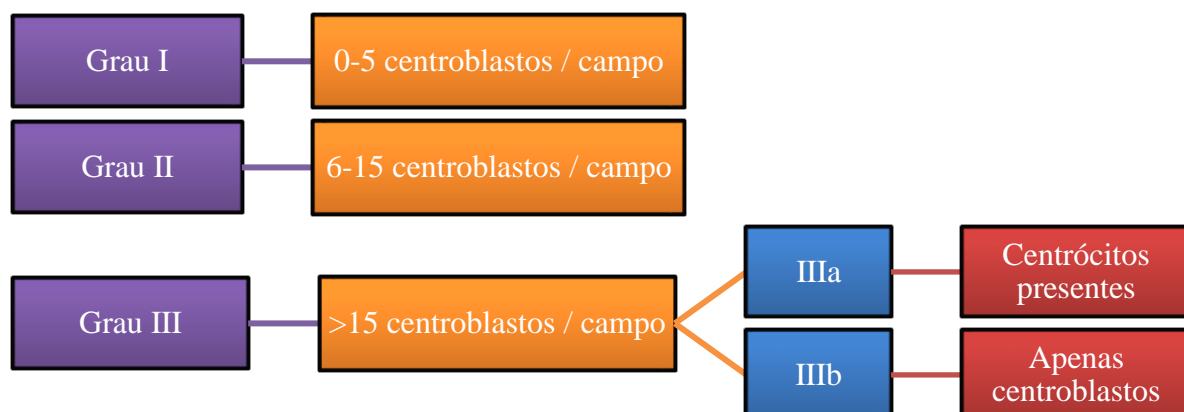 Grau I
0-5 centroblastos / campo
Grau II
6-15 centroblastos / campo
Grau III
>15 centroblastos / campo
IIIa
Centrócitos
presentes
IIIb
Apenas
centroblastos